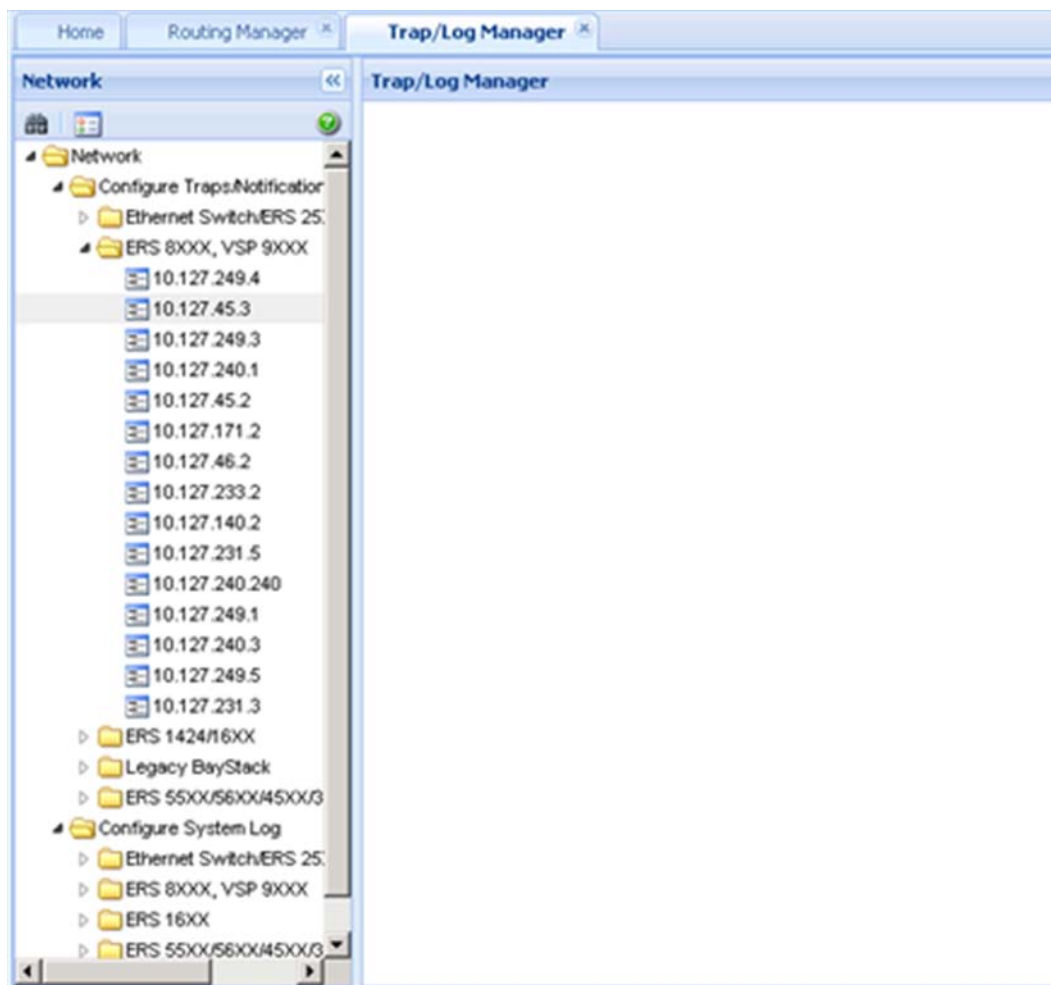 Home Routing Manager Trap/Log Manager
Network Trap/Log Manager
Network
Configure Traps/Notification
Ethernet Switch/ERS 25
ERS 8XXX, VSP 9XXX
10.127.249.4
10.127.45.3
10.127.249.3
10.127.240.1
10.127.45.2
10.127.171.2
10.127.46.2
10.127.233.2
10.127.140.2
10.127.231.5
10.127.240.240
10.127.249.1
10.127.240.3
10.127.249.5
10.127.231.3
ERS 1424/16XX
Legacy BayStack
ERS 55XX/56XX/45XX/3
Configure System Log
Ethernet Switch/ERS 25
ERS 8XXX, VSP 9XXX
ERS 16XX
ERS 55XX/56XX/45XX/3